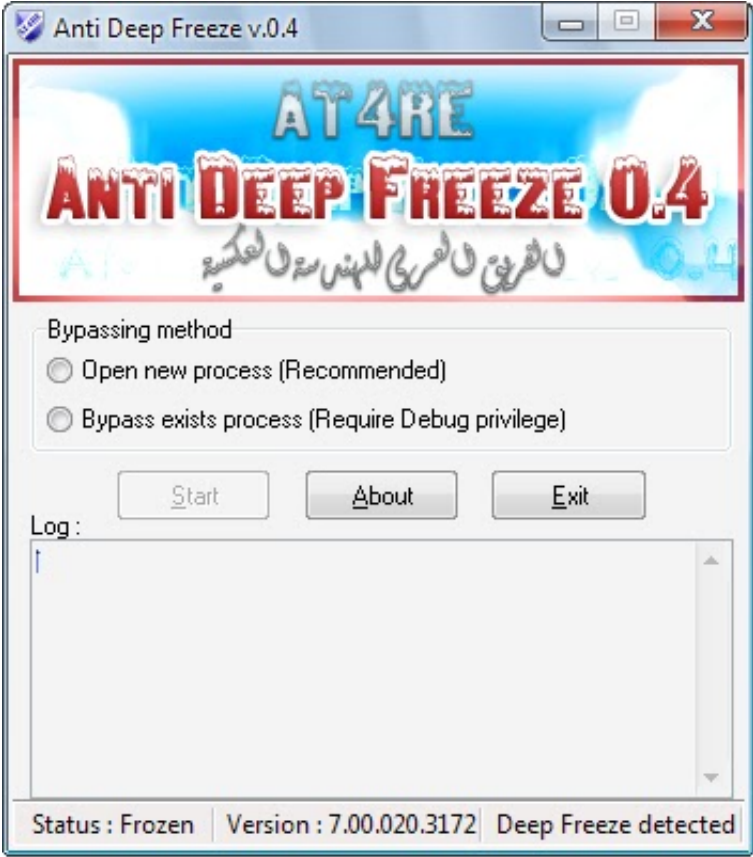 Anti Deep Freeze v.0.4
AT4RE
ANTI DEEP FREEZE 0.4
الفريق العربي للهندسة العكسية
Bypassing method
Open new process (Recommended)
Bypass exists process (Require Debug privilege)
Start About Exit
Log :
Status : Frozen Version : 7.00.020.3172 Deep Freeze detected